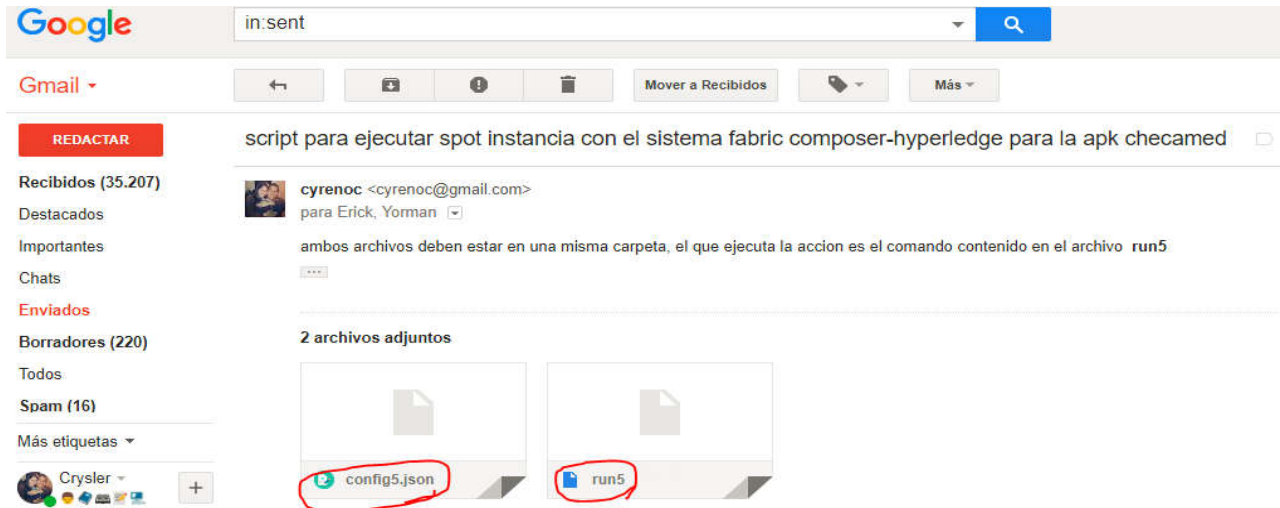 Google
in:sent
Gmail
Mover a Recibidos
Más
REDACTAR
script para ejecutar spot instancia con el sistema fabric composer-hyperledge para la apk checamed
Recibidos (35.207)
Destacados
Importantes
Chats
Enviados
Borradores (220)
Todos
Spam (16)
Más etiquetas
Crysler
cyrenoc <cyrenoc@gmail.com>
para Erick, Yorman
ambos archivos deben estar en una misma carpeta, el que ejecuta la accion es el comando contenido en el archivo run5
2 archivos adjuntos
config5.json
run5